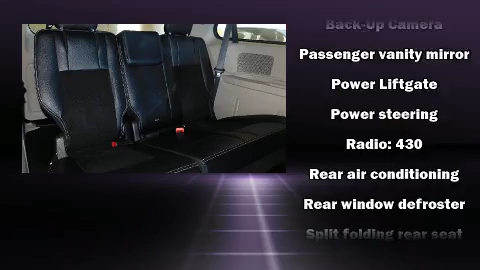 Back-Up Camera
Passenger vanity mirror
Power Liftgate
Power steering
Radio: 430
Rear air conditioning
Rear window defroster
Split folding rear seat